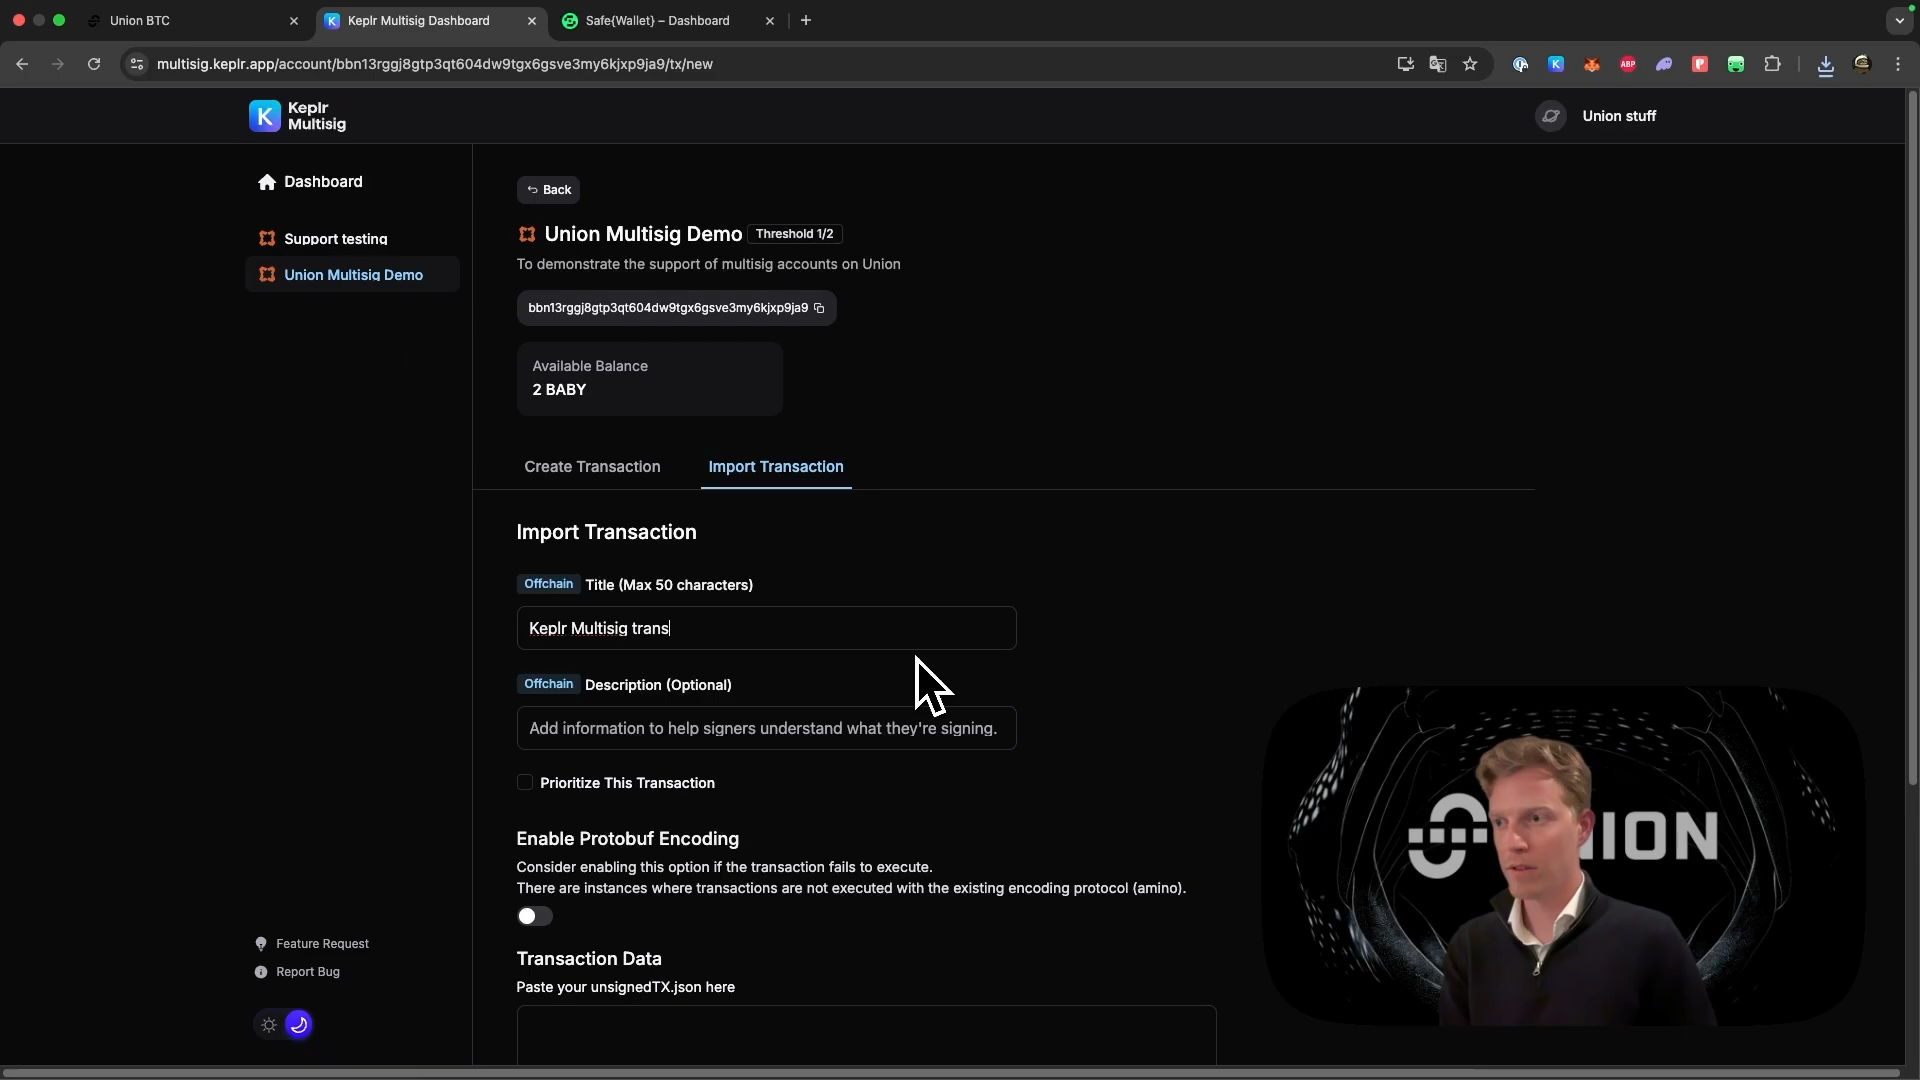 Union BTC
Keplr Multisig Dashboard
Safe{Wallet} – Dashboard
multisig.keplr.app/account/bbn13rggj8gtp3qt604dw9tgx6gsve3my6kjxp9ja9/tx/new
ABP
K
Keplr
Multisig
Union stuff
Dashboard
Support testing
Union Multisig Demo
Feature Request
Report Bug
Back
Union Multisig Demo
Threshold 1/2
To demonstrate the support of multisig accounts on Union
bbn13rggj8gtp3qt604dw9tgx6gsve3my6kjxp9ja9
Available Balance
2 BABY
Create Transaction
Import Transaction
Import Transaction
Offchain Title (Max 50 characters)
Keplr Multisig trans
Offchain Description (Optional)
Add information to help signers understand what they're signing.
Prioritize This Transaction
Enable Protobuf Encoding
Consider enabling this option if the transaction fails to execute.
There are instances where transactions are not executed with the existing encoding protocol (amino).
Transaction Data
Paste your unsignedTX.json here
NION